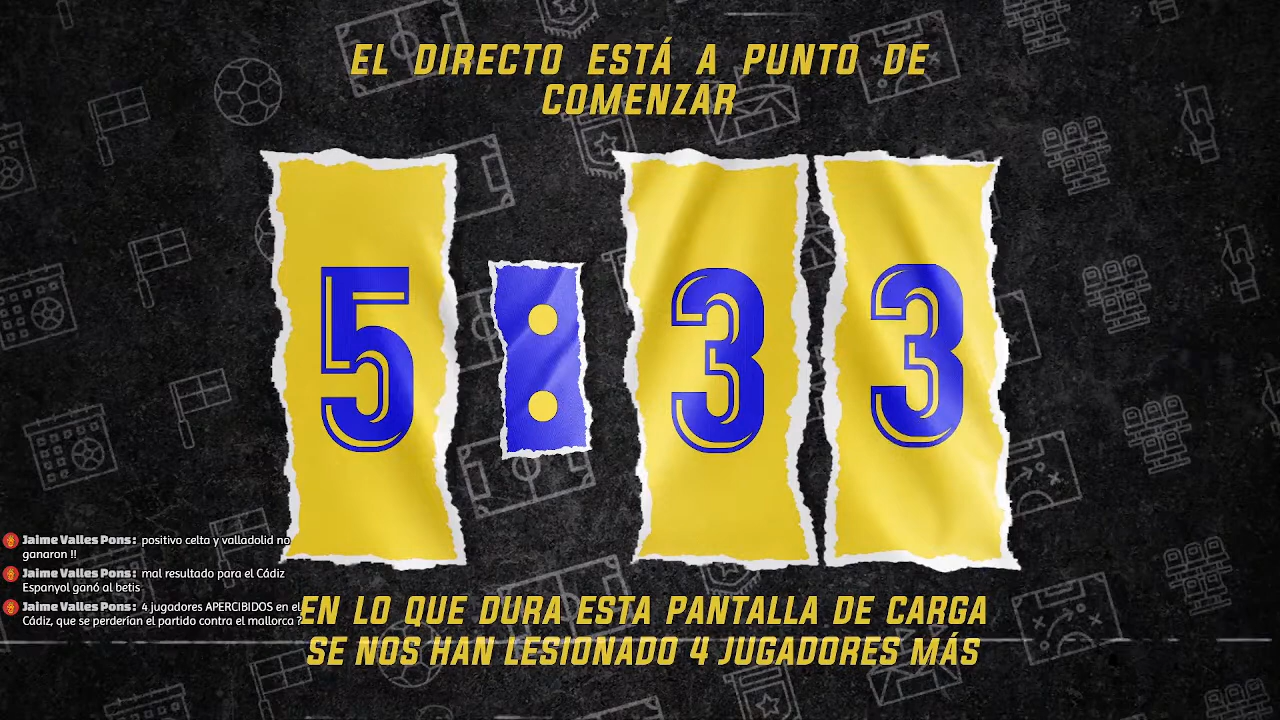 EL DIRECTO ESTÁ A PUNTO DE
COMENZAR
5:33
Jaime Valles Pons: positivo celta y valladolid no
ganaron !!
Jaime Valles Pons: mal resultado para el Cádiz
Espanyol ganó al betis
Jaime Valles Pons: 4 jugadores APERCIBIDOS en el
Cádiz, que se perderían el partido contra el mallorca ?
EN LO QUE DURA ESTA PANTALLA DE CARGA
SE NOS HAN LESIONADO 4 JUGADORES MÁS